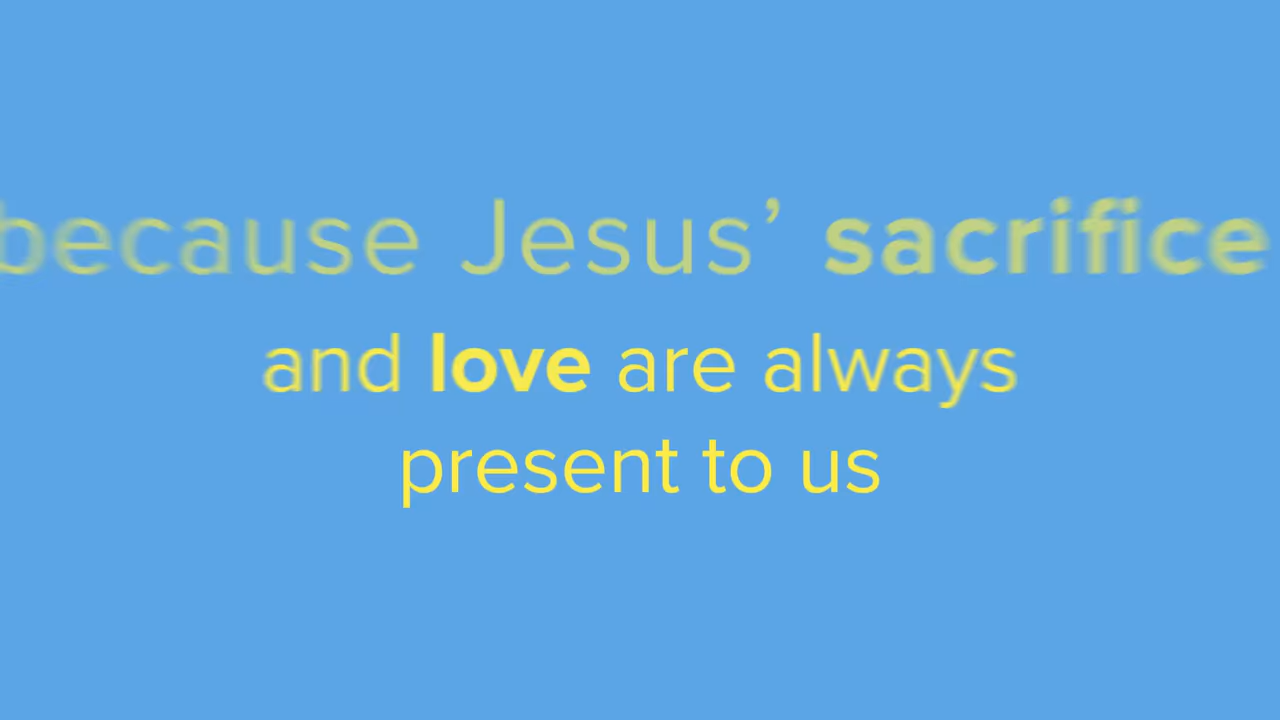 because Jesus’ sacrifice
and love are always
present to us